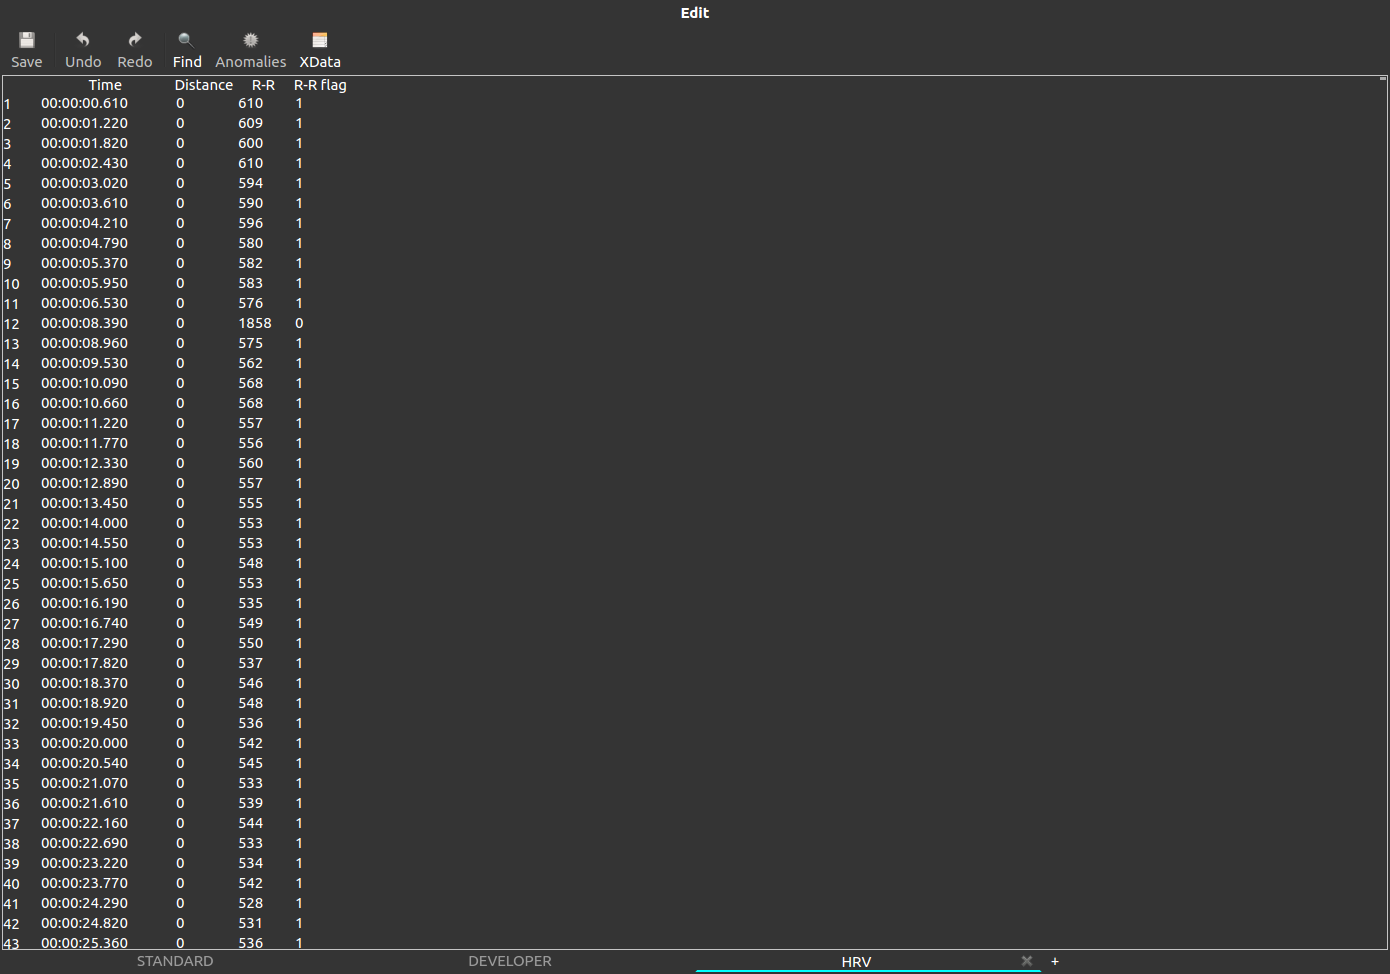 Edit
Save Undo Redo Find Anomalies XData
Time Distance R-R R-R flag
1 00:00:00.610 0 610 1
2 00:00:01.220 0 609 1
3 00:00:01.820 0 600 1
4 00:00:02.430 0 610 1
5 00:00:03.020 0 594 1
6 00:00:03.610 0 590 1
7 00:00:04.210 0 596 1
8 00:00:04.790 0 580 1
9 00:00:05.370 0 582 1
10 00:00:05.950 0 583 1
11 00:00:06.530 0 576 1
12 00:00:08.390 0 1858 0
13 00:00:08.960 0 575 1
14 00:00:09.530 0 562 1
15 00:00:10.090 0 568 1
16 00:00:10.660 0 568 1
17 00:00:11.220 0 557 1
18 00:00:11.770 0 556 1
19 00:00:12.330 0 560 1
20 00:00:12.890 0 557 1
21 00:00:13.450 0 555 1
22 00:00:14.000 0 553 1
23 00:00:14.550 0 553 1
24 00:00:15.100 0 548 1
25 00:00:15.650 0 553 1
26 00:00:16.190 0 535 1
27 00:00:16.740 0 549 1
28 00:00:17.290 0 550 1
29 00:00:17.820 0 537 1
30 00:00:18.370 0 546 1
31 00:00:18.920 0 548 1
32 00:00:19.450 0 536 1
33 00:00:20.000 0 542 1
34 00:00:20.540 0 545 1
35 00:00:21.070 0 533 1
36 00:00:21.610 0 539 1
37 00:00:22.160 0 544 1
38 00:00:22.690 0 533 1
39 00:00:23.220 0 534 1
40 00:00:23.770 0 542 1
41 00:00:24.290 0 528 1
42 00:00:24.820 0 531 1
43 00:00:25.360 0 536 1
STANDARD DEVELOPER HRV +